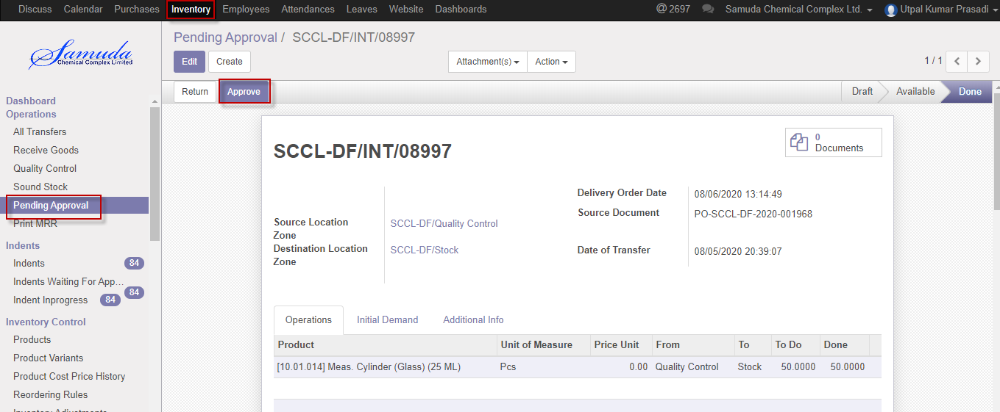 Discuss Calendar Purchases Inventory Employees Attendances Leaves Website Dashboards @ 2697 Samuda Chemical Complex Ltd. Utpal Kumar Prasadi
Samuda
Chemical Complex Limited
Pending Approval / SCCL-DF/INT/08997
Edit Create Attachment(s) Action 1 / 1
Return Approve Draft Available Done
Dashboard
Operations
All Transfers
Receive Goods
Quality Control
Sound Stock
Pending Approval
Print MRR
Indents
Indents 84
Indents Waiting For App... 84
Indent Inprogress 84
Inventory Control
Products
Product Variants
Product Cost Price History
Reordering Rules
Inventory Adjustments
0
Documents
SCCL-DF/INT/08997
Source Location Zone SCCL-DF/Quality Control
Destination Location Zone SCCL-DF/Stock
Delivery Order Date 08/06/2020 13:14:49
Source Document PO-SCCL-DF-2020-001968
Date of Transfer 08/05/2020 20:39:07
Operations Initial Demand Additional Info
Product Unit of Measure Price Unit From To To Do Done
[10.01.014] Meas. Cylinder (Glass) (25 ML) Pcs 0.00 Quality Control Stock 50.0000 50.0000